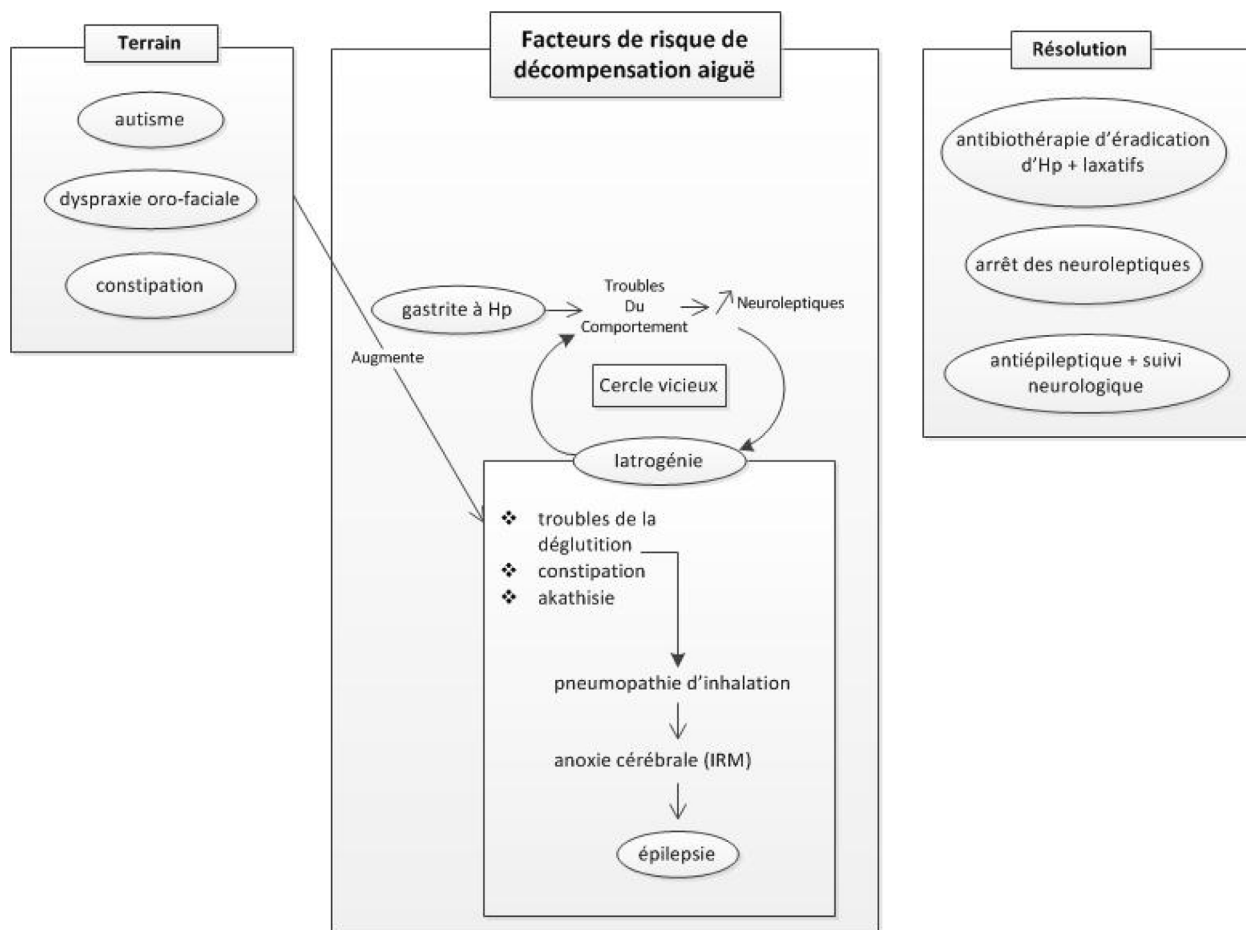 Terrain
autisme
dyspraxie oro-faciale
constipation
Augmente
Facteurs de risque de
décompensation aiguë
gastrite à Hp
Troubles
Du
Comportement
Neuroleptiques
Cercle vicieux
Iatrogénie
❖ troubles de la
déglutition
❖ constipation
❖ akathisie
pneumopathie d’inhalation
anoxie cérébrale (IRM)
épilepsie
Résolution
antibiothérapie d’éradication
d’Hp + laxatifs
arrêt des neuroleptiques
antiépileptique + suivi
neurologique